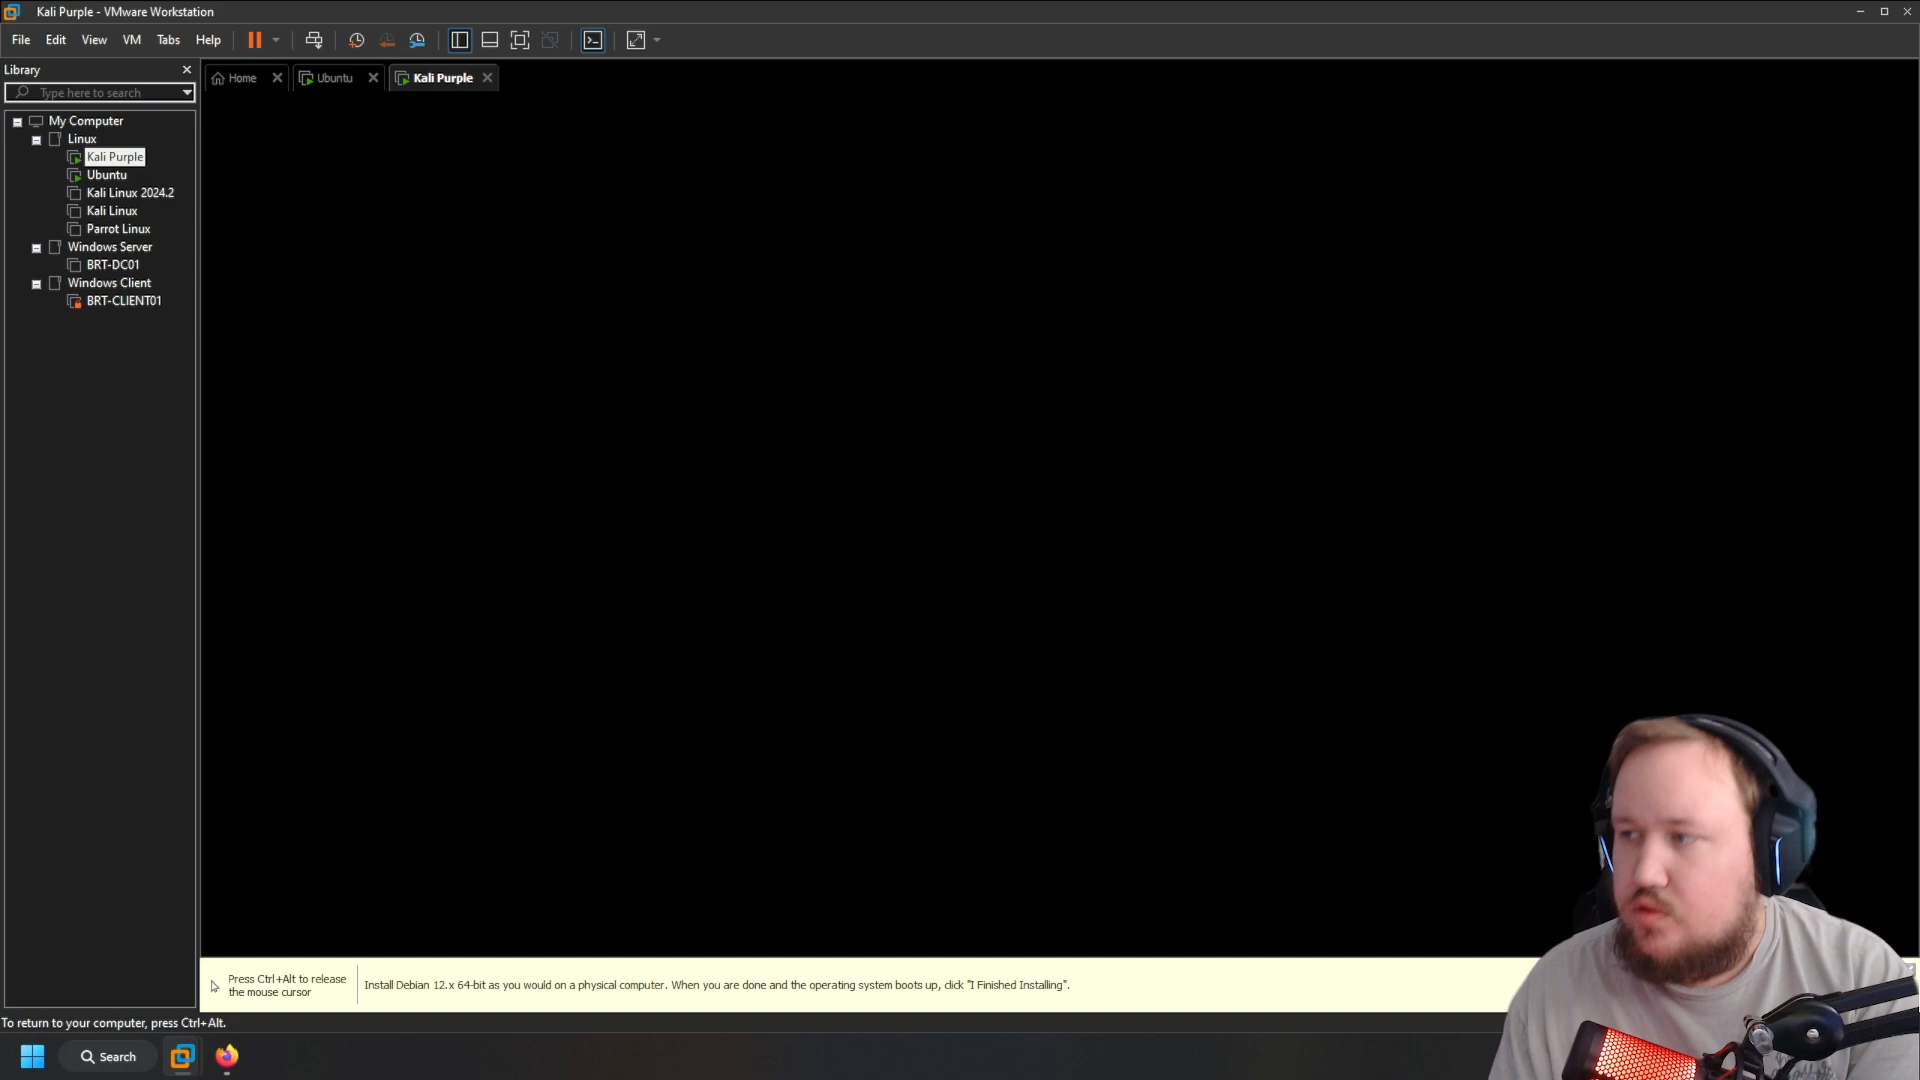 Kali Purple - VMware Workstation
File Edit View VM Tabs Help
Library
Type here to search
Home
Ubuntu
Kali Purple
My Computer
Linux
Kali Purple
Ubuntu
Kali Linux 2024.2
Kali Linux
Parrot Linux
Windows Server
BRT-DC01
Windows Client
BRT-CLIENT01
Press Ctrl+Alt to release
the mouse cursor
Install Debian 12.x 64-bit as you would on a physical computer. When you are done and the operating system boots up, click "I Finished Installing".
To return to your computer, press Ctrl+Alt.
Search